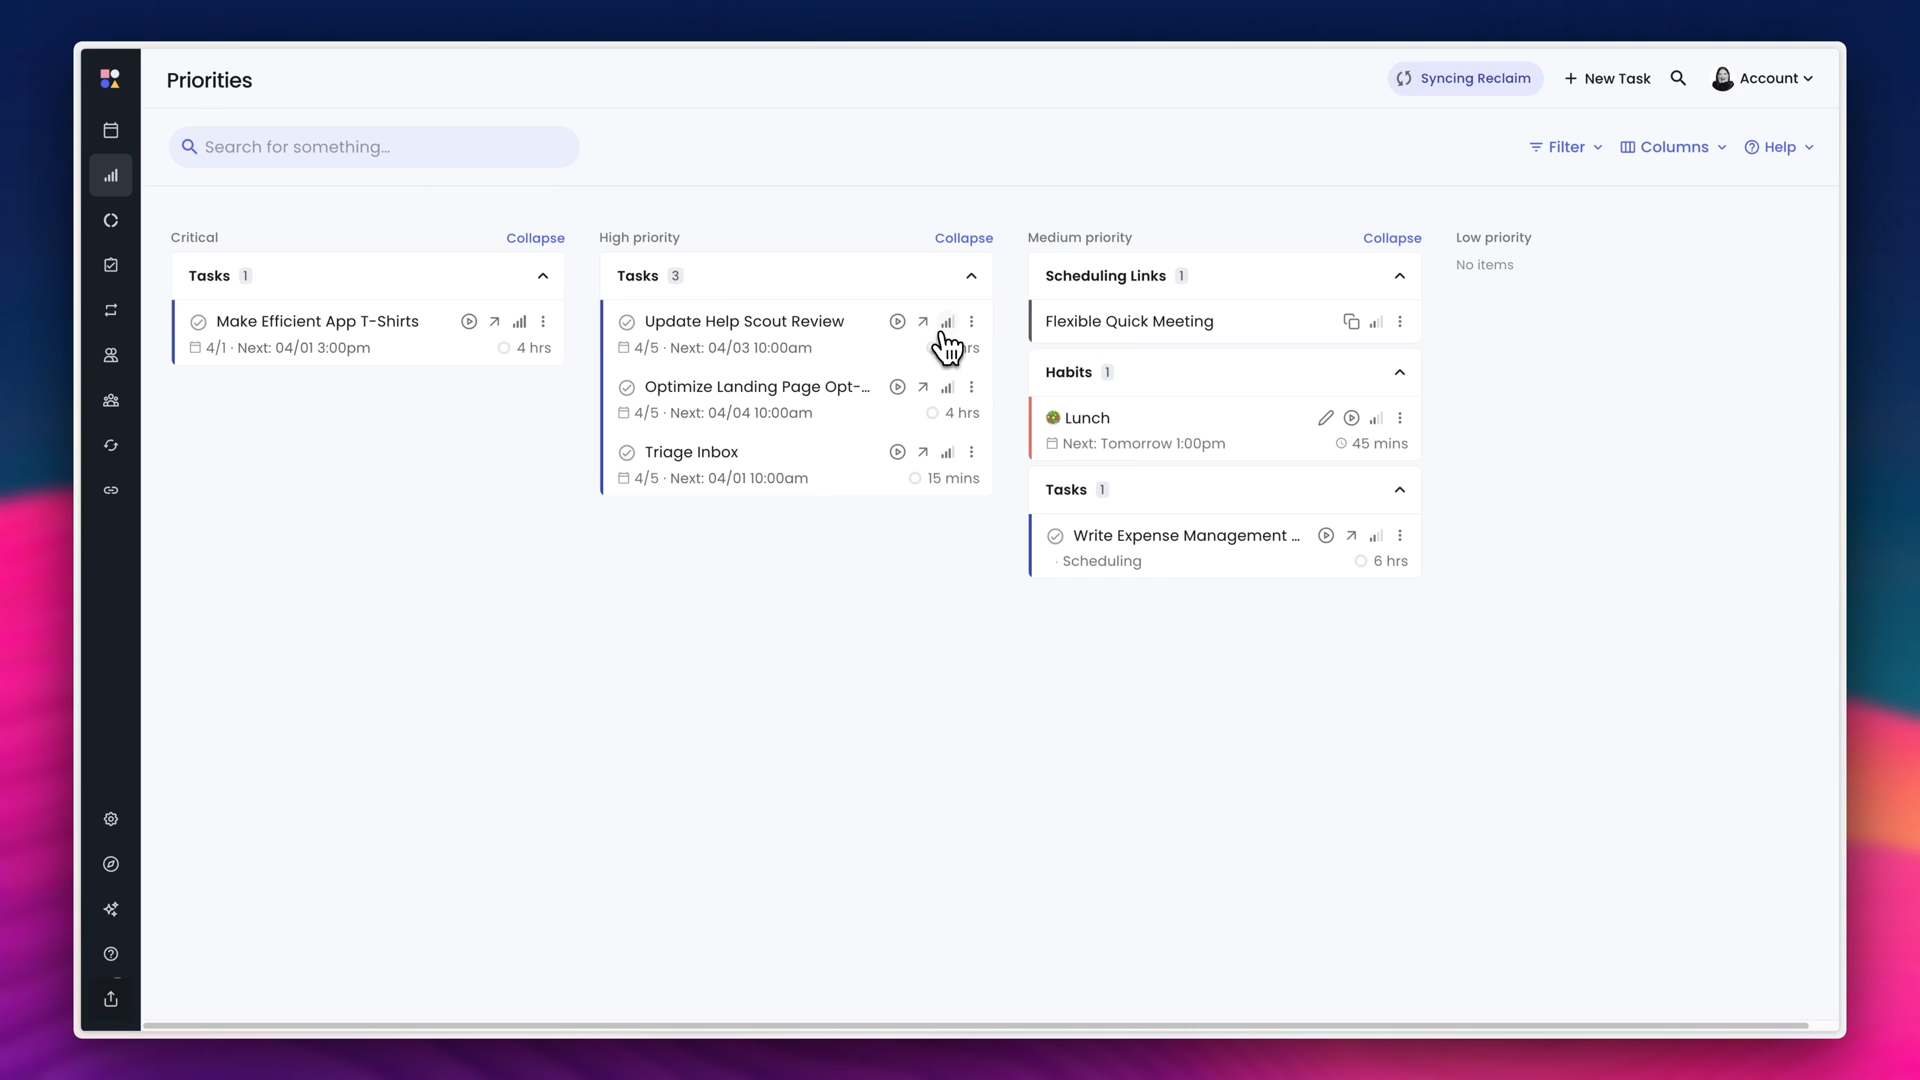 Priorities
Syncing Reclaim
New Task
Account
Search for something...
Filter
Columns
Help
Critical
Collapse
Tasks 1
Make Efficient App T-Shirts
4/1 · Next: 04/01 3:00pm
4 hrs
High priority
Collapse
Tasks 3
Update Help Scout Review
4/5 · Next: 04/03 10:00am
Optimize Landing Page Opt-...
4/5 · Next: 04/04 10:00am
4 hrs
Triage Inbox
4/5 · Next: 04/01 10:00am
15 mins
Medium priority
Collapse
Scheduling Links 1
Flexible Quick Meeting
Habits 1
Lunch
Next: Tomorrow 1:00pm
45 mins
Tasks 1
Write Expense Management ...
· Scheduling
6 hrs
Low priority
No items